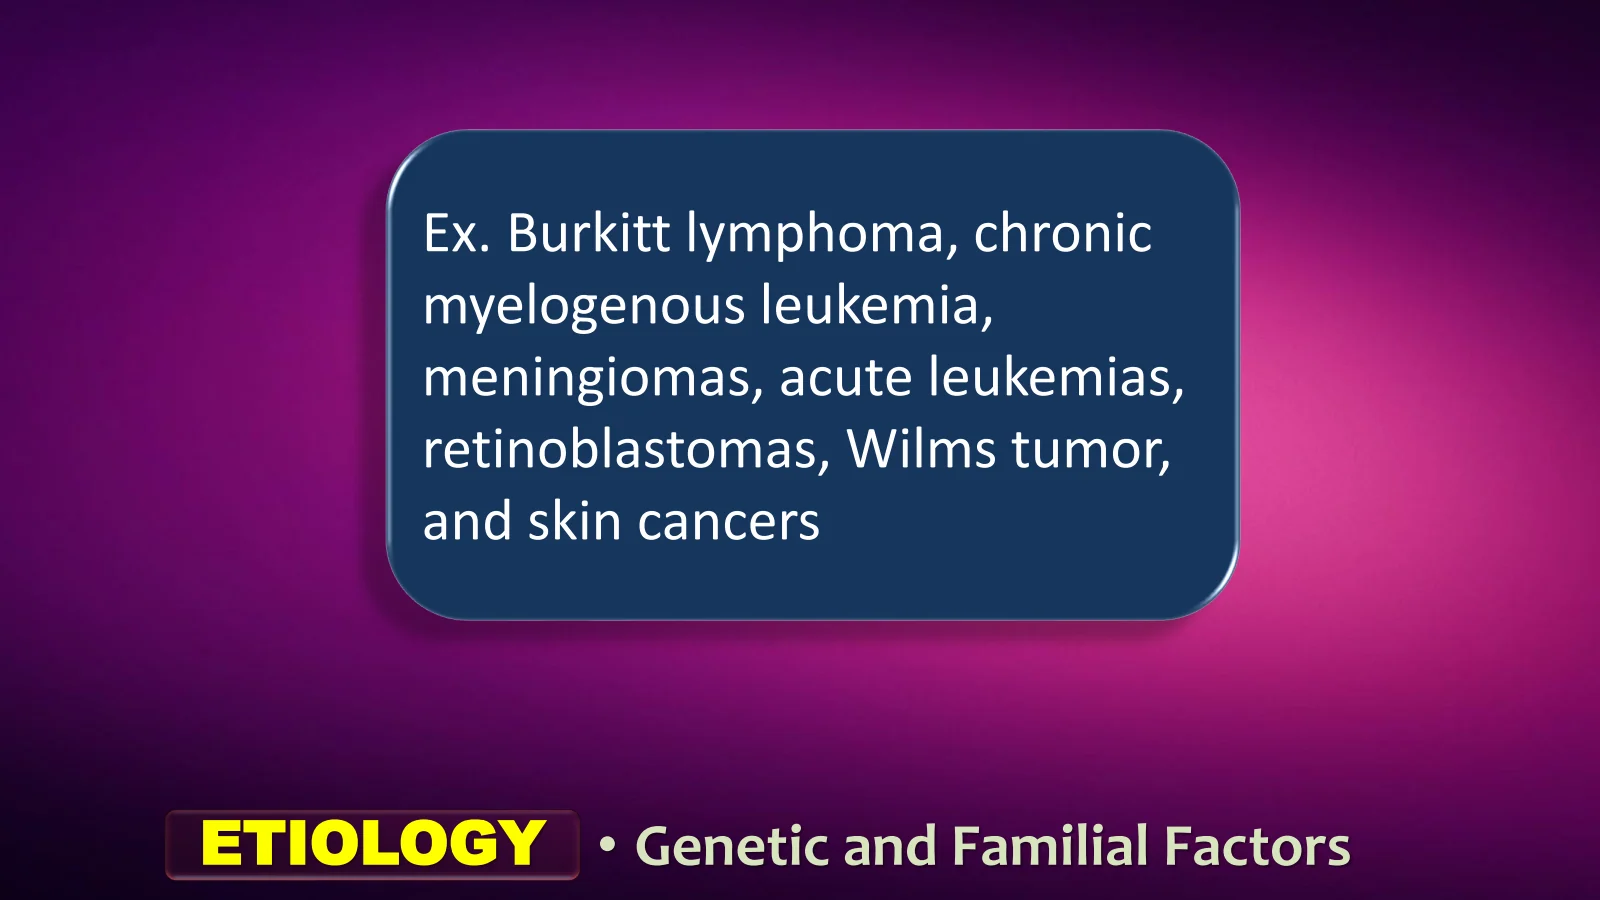 Ex. Burkitt lymphoma, chronic
myelogenous leukemia,
meningiomas, acute leukemias,
retinoblastomas, Wilms tumor,
and skin cancers
ETIOLOGY • Genetic and Familial Factors